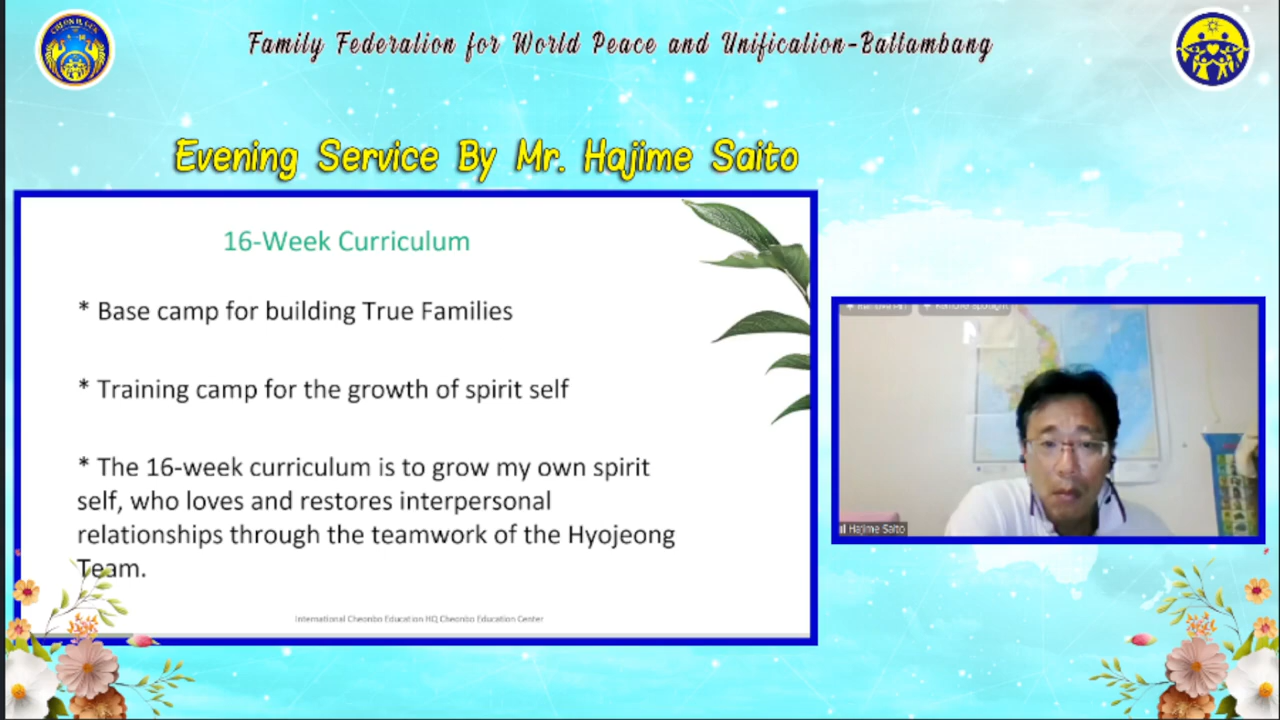 CHEON IL GUK
Family Federation for World Peace and Unification-Battambang
Evening Service By Mr. Hajime Saito
16-Week Curriculum
* Base camp for building True Families
* Training camp for the growth of spirit self
* The 16-week curriculum is to grow my own spirit
self, who loves and restores interpersonal
relationships through the teamwork of the Hyojeong
Team.
International Cheonbo Education HQ Cheonbo Education Center
Hajime Saito